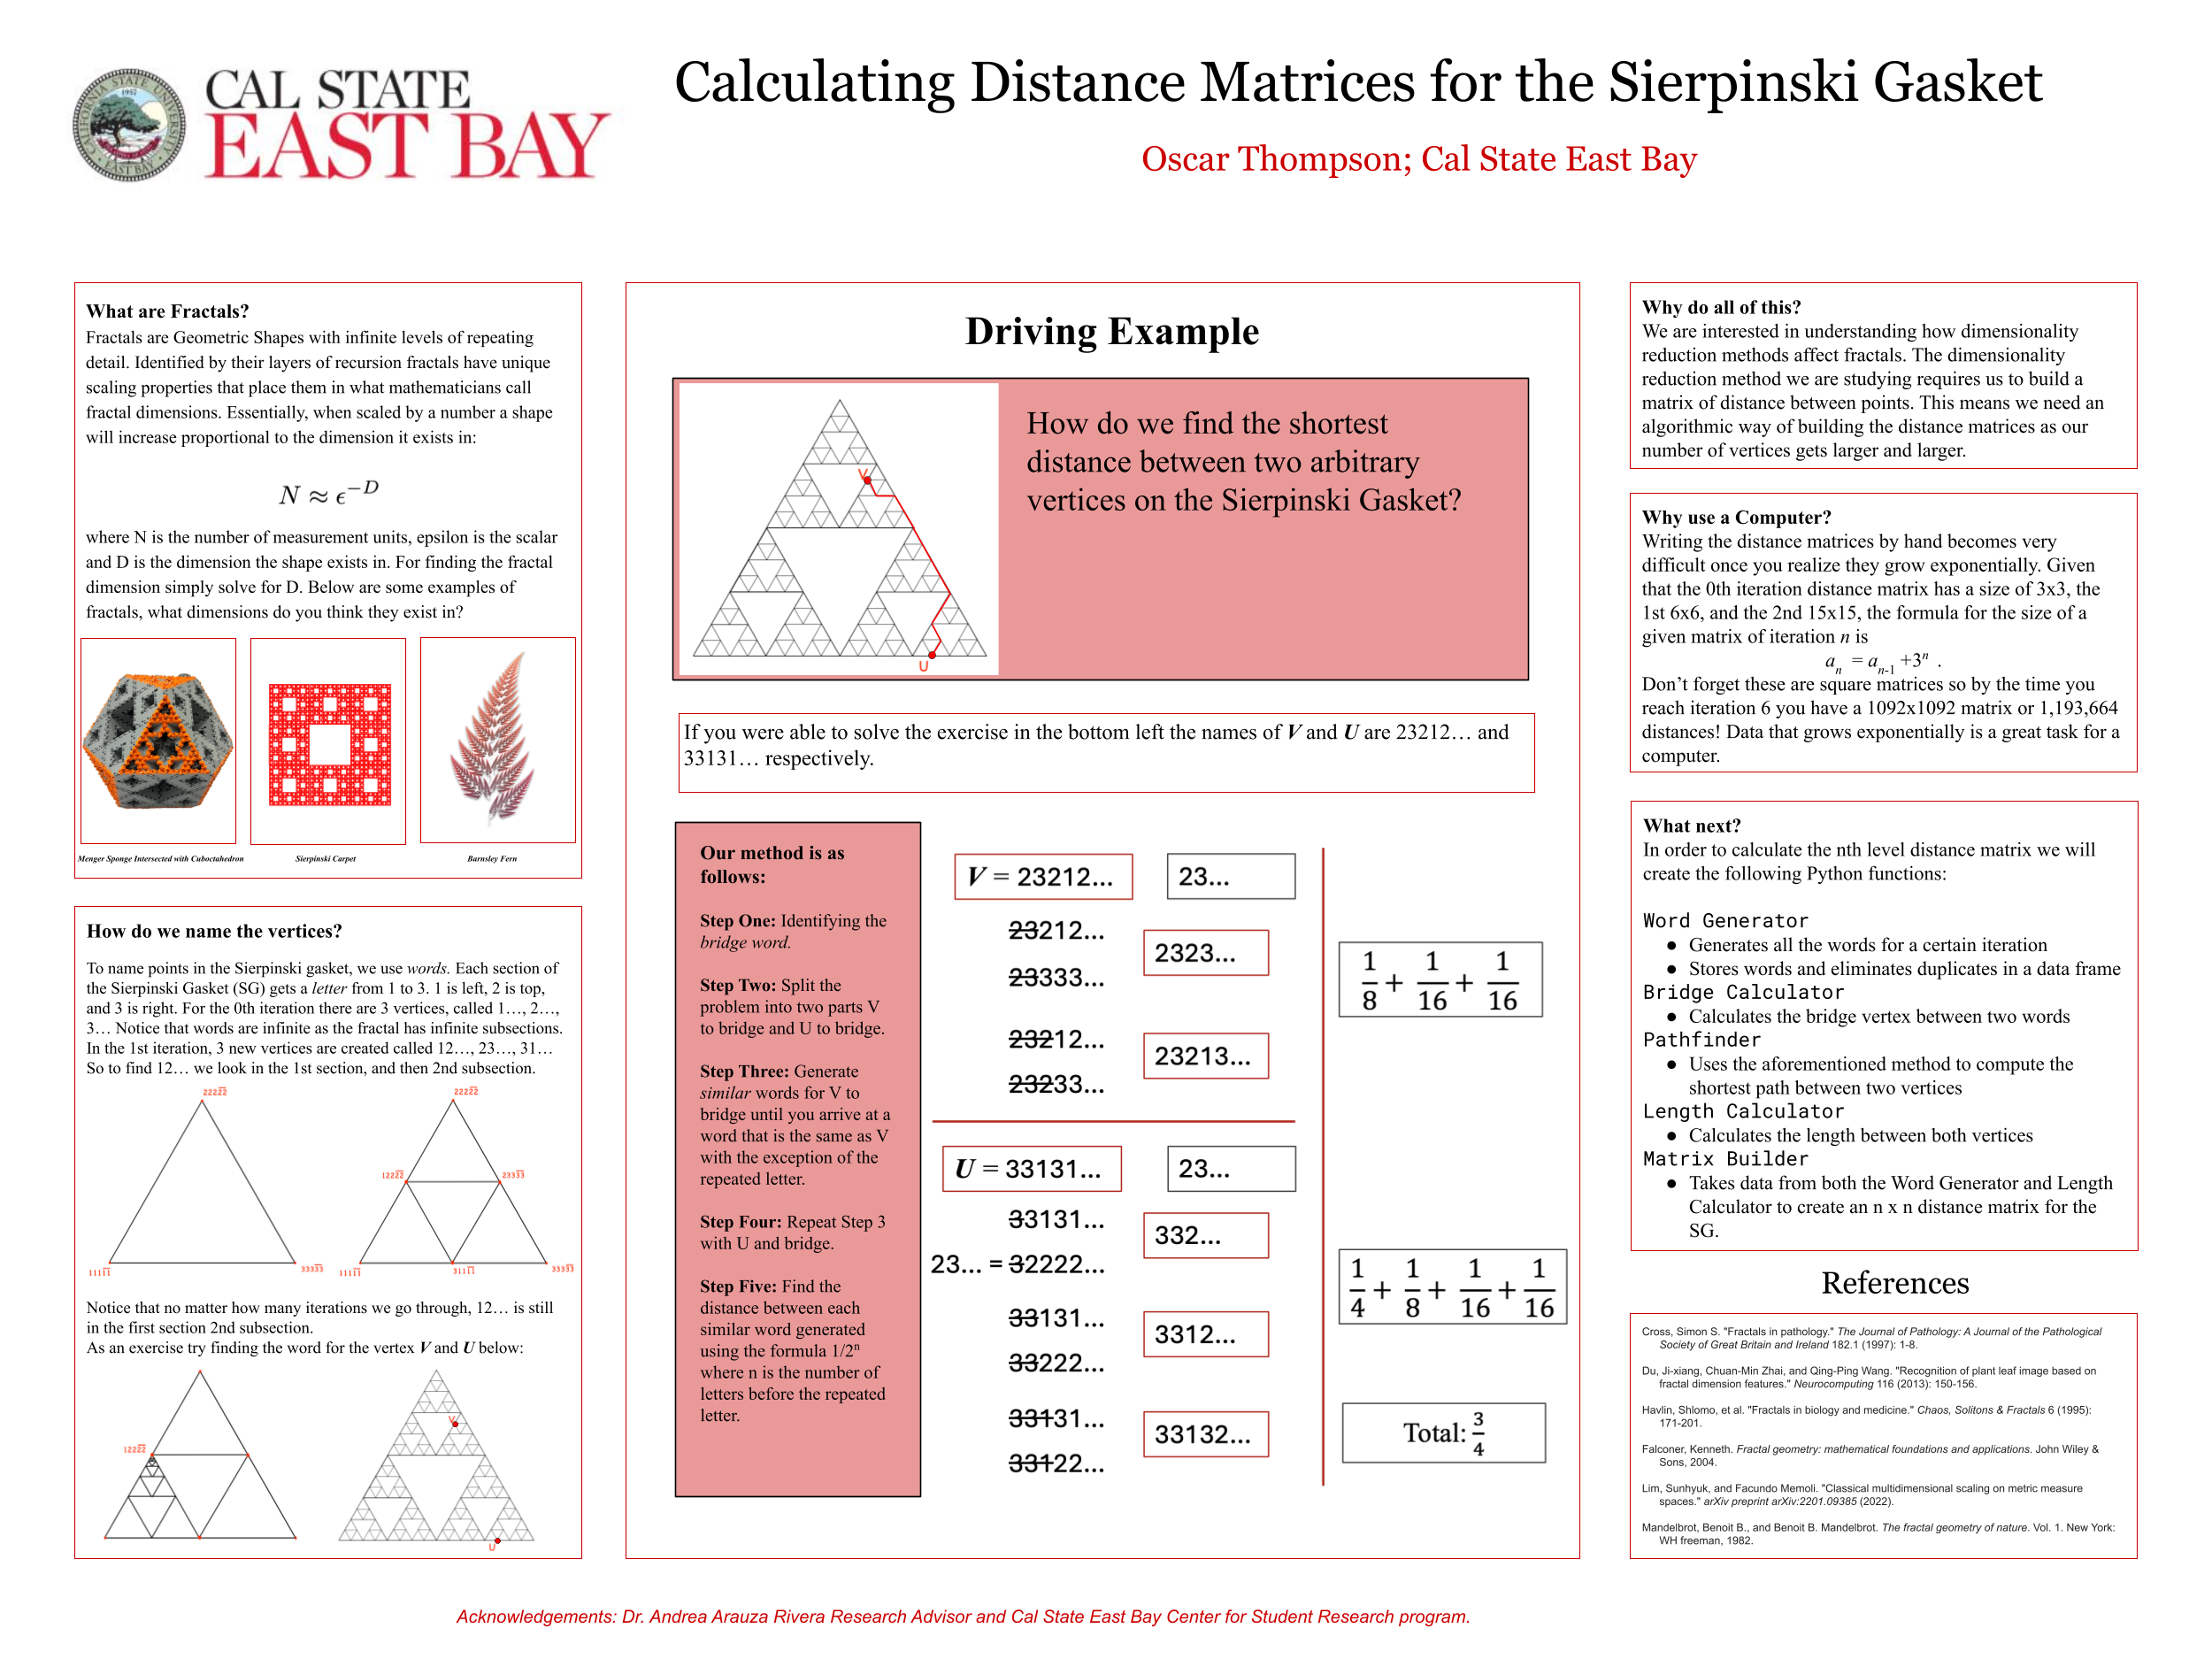 CAL STATE
EAST BAY
Calculating Distance Matrices for the Sierpinski Gasket
Oscar Thompson; Cal State East Bay
What are Fractals?
Fractals are Geometric Shapes with infinite levels of repeating
detail. Identified by their layers of recursion fractals have unique
scaling properties that place them in what mathematicians call
fractal dimensions. Essentially, when scaled by a number a shape
will increase proportional to the dimension it exists in:
N ≈ ϵ^{−D}
where N is the number of measurement units, epsilon is the scalar
and D is the dimension the shape exists in. For finding the fractal
dimension simply solve for D. Below are some examples of
fractals, what dimensions do you think they exist in?
Menger Sponge Intersected with Cuboctahedron
Sierpinski Carpet
Barnsley Fern
How do we name the vertices?
To name points in the Sierpinski gasket, we use words. Each section of
the Sierpinski Gasket (SG) gets a letter from 1 to 3. 1 is left, 2 is top,
and 3 is right. For the 0th iteration there are 3 vertices, called 1…, 2…,
3… Notice that words are infinite as the fractal has infinite subsections.
In the 1st iteration, 3 new vertices are created called 12…, 23…, 31…
So to find 12… we look in the 1st section, and then 2nd subsection.
22222
11111
33333
22222
12222
23333
11111
31111
33333
Notice that no matter how many iterations we go through, 12… is still
in the first section 2nd subsection.
As an exercise try finding the word for the vertex V and U below:
12222
V
U
Driving Example
V
U
How do we find the shortest
distance between two arbitrary
vertices on the Sierpinski Gasket?
If you were able to solve the exercise in the bottom left the names of V and U are 23212… and
33131… respectively.
Our method is as
follows:
Step One: Identifying the
bridge word.
Step Two: Split the
problem into two parts V
to bridge and U to bridge.
Step Three: Generate
similar words for V to
bridge until you arrive at a
word that is the same as V
with the exception of the
repeated letter.
Step Four: Repeat Step 3
with U and bridge.
Step Five: Find the
distance between each
similar word generated
using the formula 1/2ⁿ
where n is the number of
letters before the repeated
letter.
V = 23212...
23...
23212...
2323...
23333...
23212...
23213...
23233...
U = 33131...
23...
33131...
332...
23... = 32222...
33131...
3312...
33222...
33131...
33132...
33122...
1/8 + 1/16 + 1/16
1/4 + 1/8 + 1/16 + 1/16
Total: 3/4
Why do all of this?
We are interested in understanding how dimensionality
reduction methods affect fractals. The dimensionality
reduction method we are studying requires us to build a
matrix of distance between points. This means we need an
algorithmic way of building the distance matrices as our
number of vertices gets larger and larger.
Why use a Computer?
Writing the distance matrices by hand becomes very
difficult once you realize they grow exponentially. Given
that the 0th iteration distance matrix has a size of 3x3, the
1st 6x6, and the 2nd 15x15, the formula for the size of a
given matrix of iteration n is
a_n = a_{n-1} +3^n .
Don’t forget these are square matrices so by the time you
reach iteration 6 you have a 1092x1092 matrix or 1,193,664
distances! Data that grows exponentially is a great task for a
computer.
What next?
In order to calculate the nth level distance matrix we will
create the following Python functions:
Word Generator
● Generates all the words for a certain iteration
● Stores words and eliminates duplicates in a data frame
Bridge Calculator
● Calculates the bridge vertex between two words
Pathfinder
● Uses the aforementioned method to compute the
shortest path between two vertices
Length Calculator
● Calculates the length between both vertices
Matrix Builder
● Takes data from both the Word Generator and Length
Calculator to create an n x n distance matrix for the
SG.
References
Cross, Simon S. "Fractals in pathology." The Journal of Pathology: A Journal of the Pathological
Society of Great Britain and Ireland 182.1 (1997): 1-8.
Du, Ji-xiang, Chuan-Min Zhai, and Qing-Ping Wang. "Recognition of plant leaf image based on
fractal dimension features." Neurocomputing 116 (2013): 150-156.
Havlin, Shlomo, et al. "Fractals in biology and medicine." Chaos, Solitons & Fractals 6 (1995):
171-201.
Falconer, Kenneth. Fractal geometry: mathematical foundations and applications. John Wiley &
Sons, 2004.
Lim, Sunhyuk, and Facundo Memoli. "Classical multidimensional scaling on metric measure
spaces." arXiv preprint arXiv:2201.09385 (2022).
Mandelbrot, Benoit B., and Benoit B. Mandelbrot. The fractal geometry of nature. Vol. 1. New York:
WH freeman, 1982.
Acknowledgements: Dr. Andrea Arauza Rivera Research Advisor and Cal State East Bay Center for Student Research program.